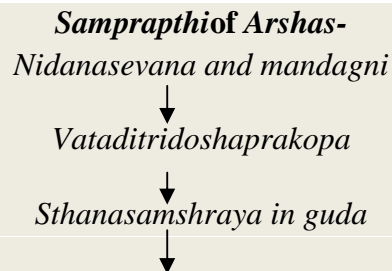 Samprapthiof Arshas-
Nidanasevana and mandagni
Vataditridoshaprakopa
Sthanasamshraya in guda